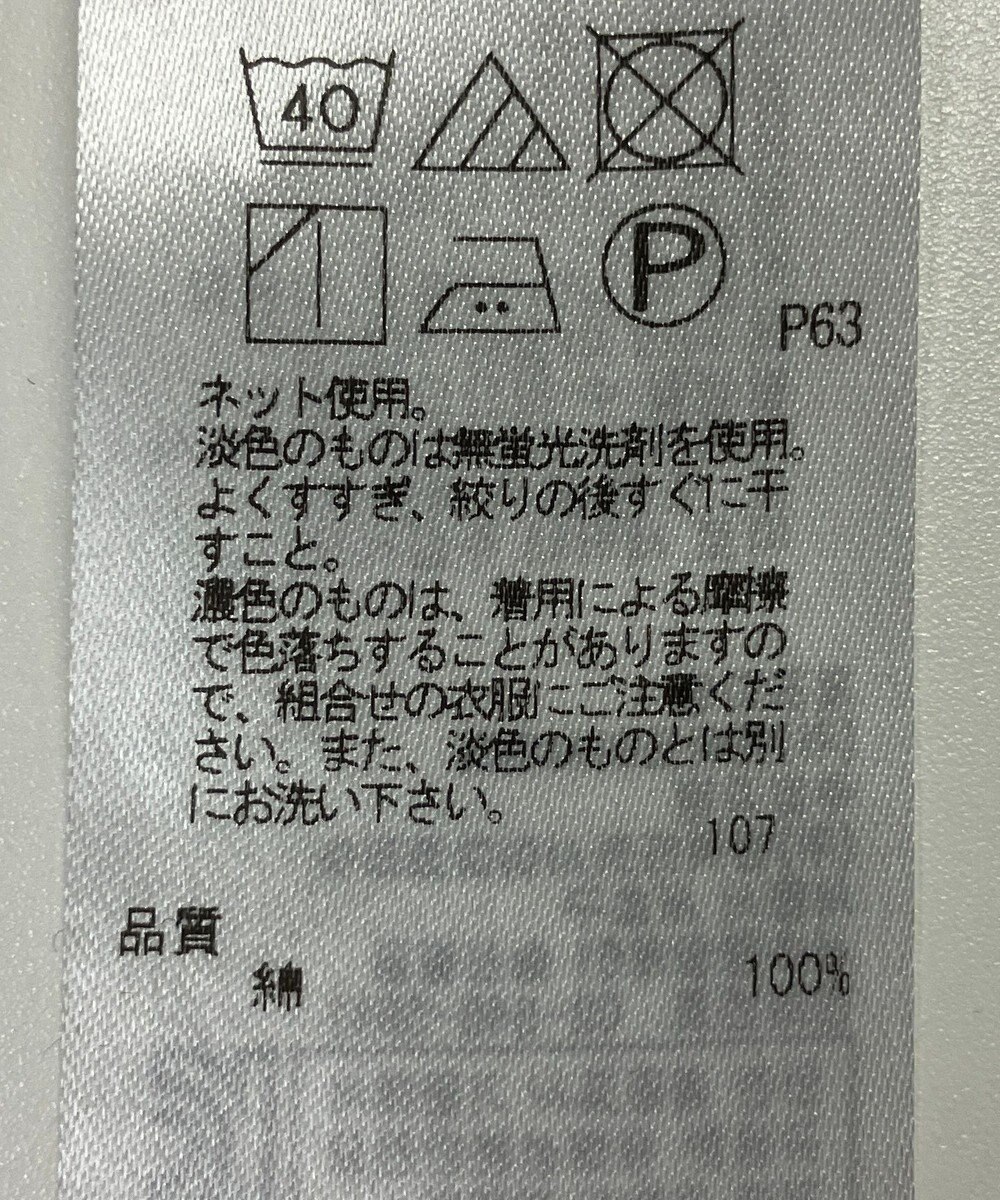 40
P
P63
ネット使用。
淡色のものは無蛍光洗剤を使用。
よくすすぎ、絞りの後すぐに干
すこと。
濃色のものは、着用による摩擦
で色落ちすることがありますの
で、組合せの衣服にご注意くだ
さい。また、淡色のものとは別
にお洗い下さい。
107
品質
綿 100%